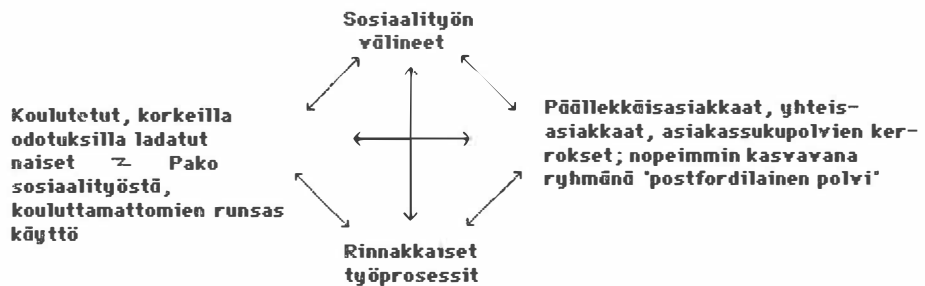 Sosiaalityön
välineet
Koulutetut, korkeilla
odotuksilla ladatut
naiset ⇄ Pako
sosiaalityöstä,
kouluttamattomien runsas
käyttö
Päällekkäisasiakkaat, yhteis-
asiakkaat, asiakassukupolvien ker-
rokset; nopeimmin kasvavana
ryhmänä 'postfordilainen polvi'
Rinnakkaiset
työprosessit